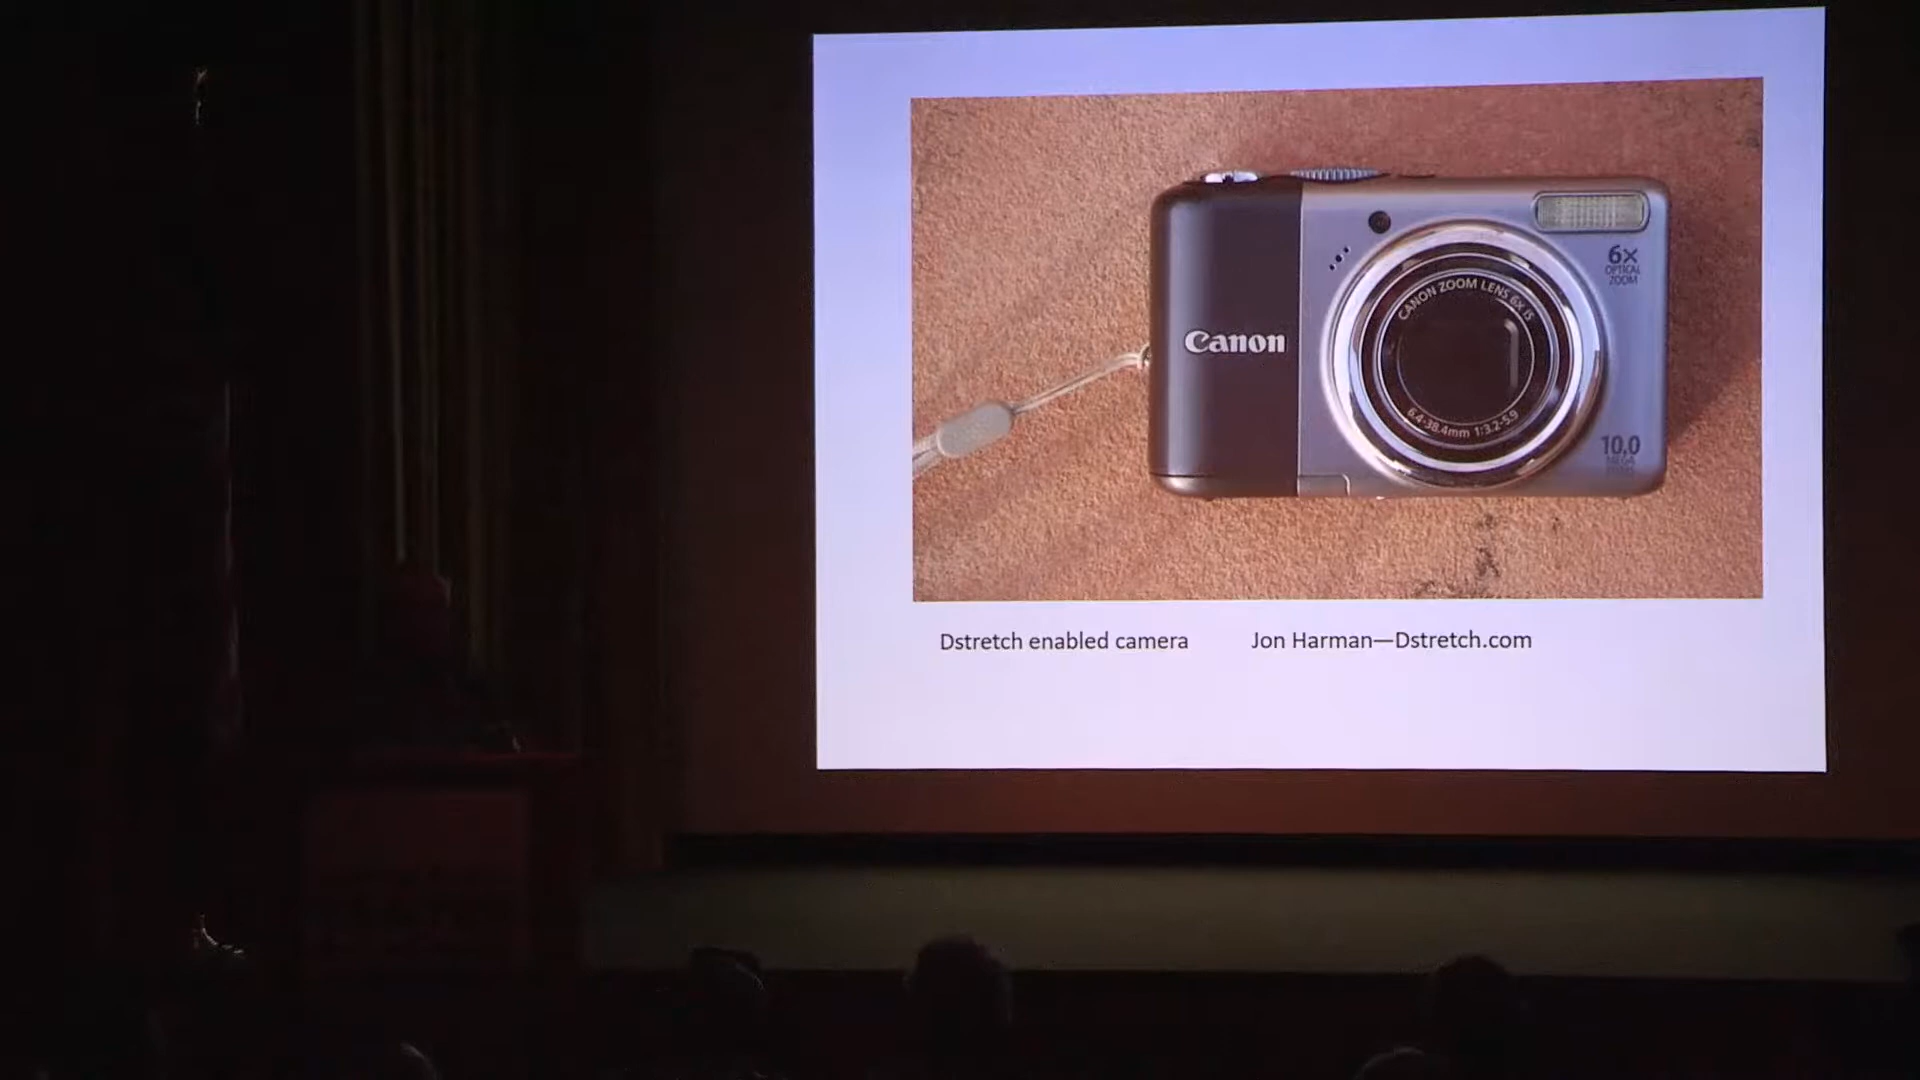 6x
OPTICAL
ZOOM
CANON ZOOM LENS 6X IS
Canon
6.4-38.4mm 1:3.2-5.9
10.0
MEGA
Dstretch enabled camera
Jon Harman—Dstretch.com